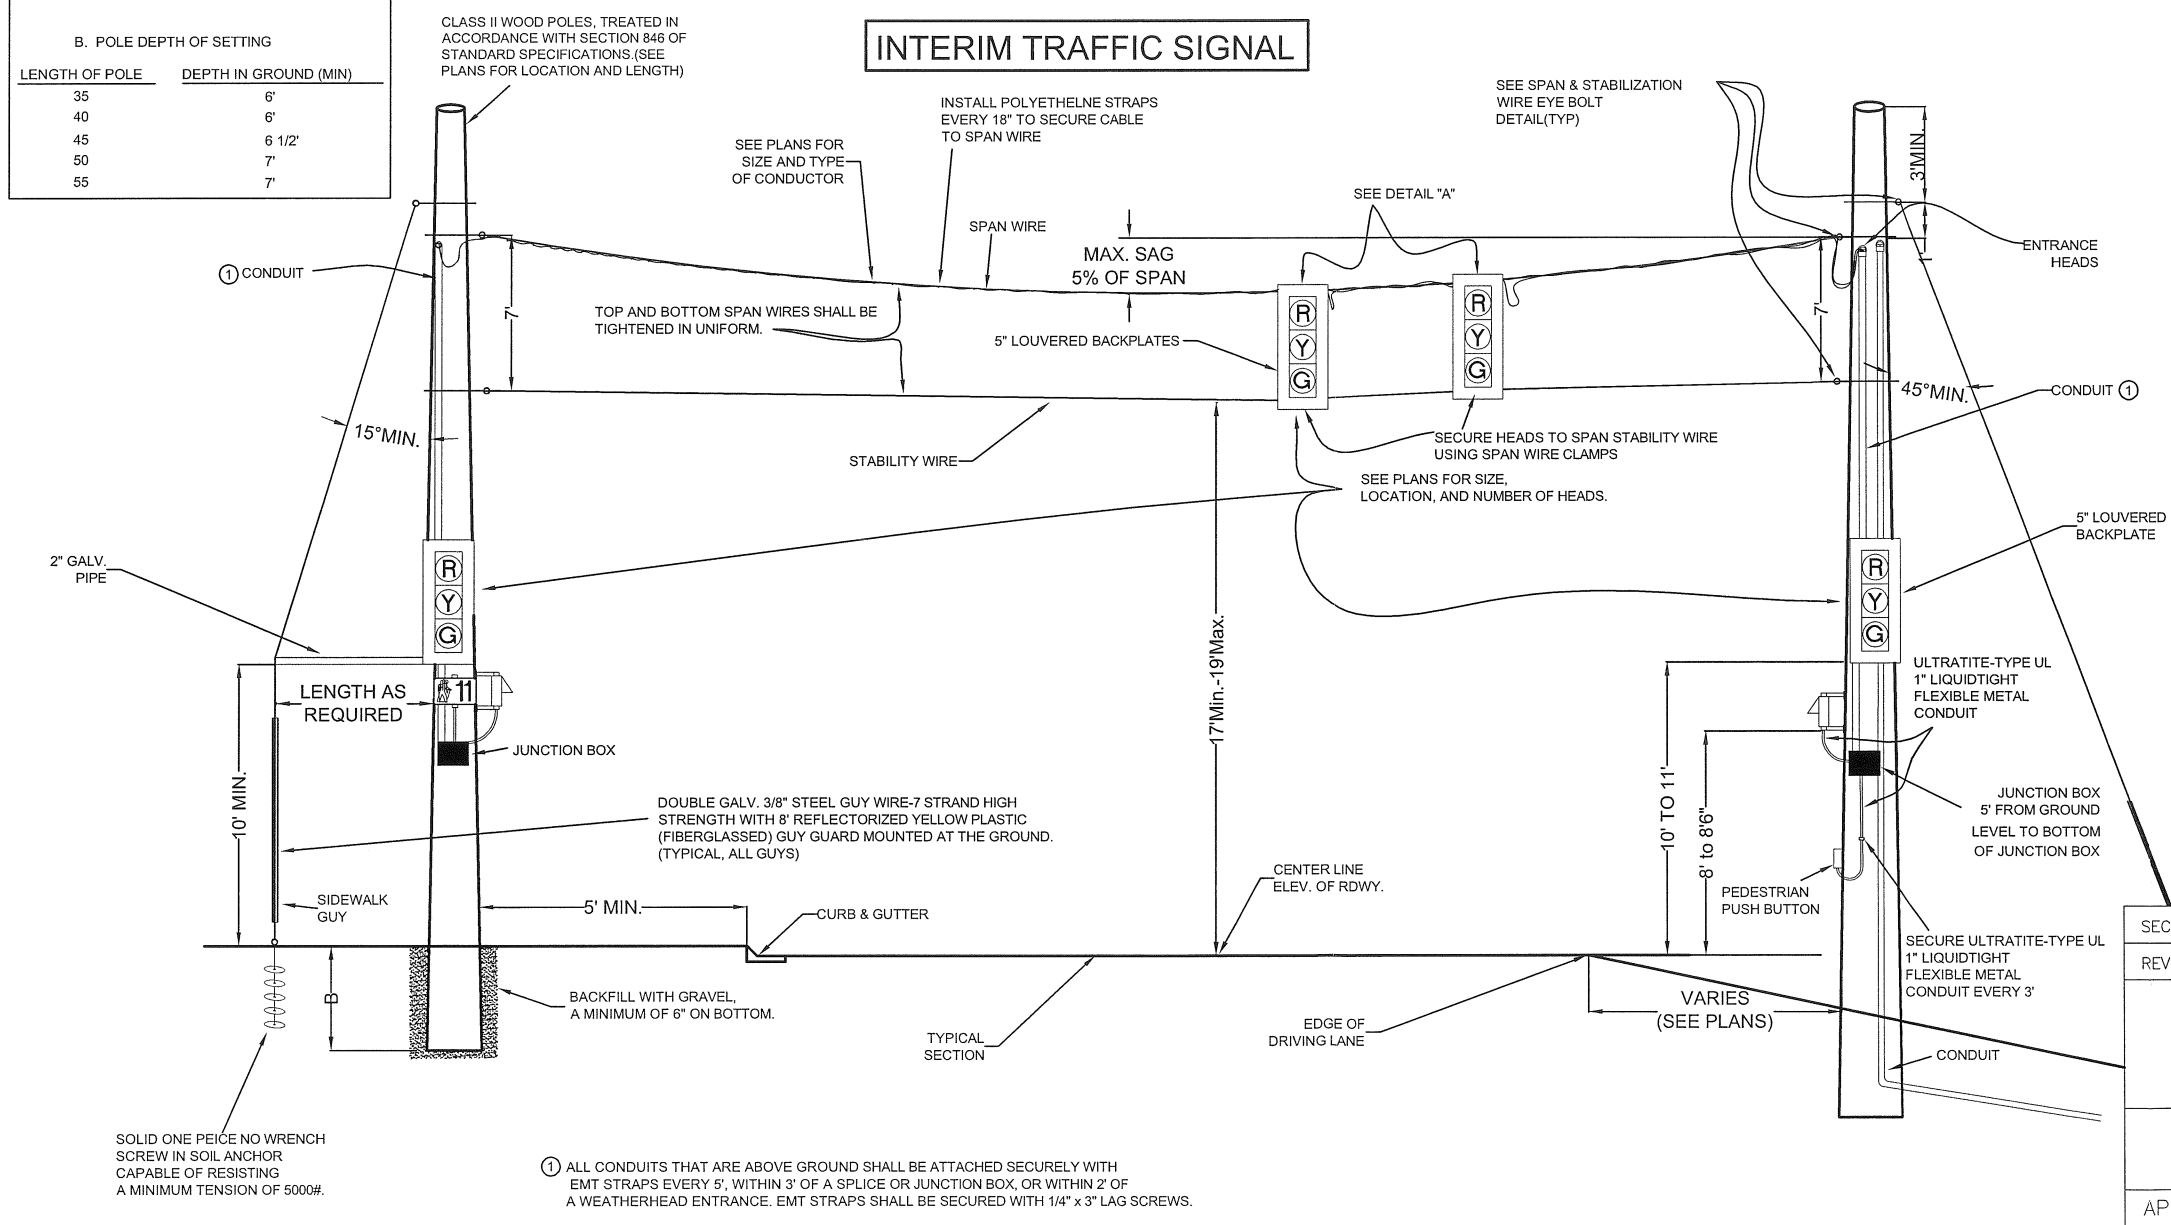 INTERIM TRAFFIC SIGNAL
B. POLE DEPTH OF SETTING
LENGTH OF POLE DEPTH IN GROUND (MIN)
35 6'
40 6'
45 6 1/2'
50 7'
55 7'
CLASS II WOOD POLES, TREATED IN
ACCORDANCE WITH SECTION 846 OF
STANDARD SPECIFICATIONS.(SEE
PLANS FOR LOCATION AND LENGTH)
INSTALL POLYETHELNE STRAPS
EVERY 18" TO SECURE CABLE
TO SPAN WIRE
SEE PLANS FOR
SIZE AND TYPE
OF CONDUCTOR
SPAN WIRE
SEE SPAN & STABILIZATION
WIRE EYE BOLT
DETAIL(TYP)
SEE DETAIL "A"
3'MIN.
1'
ENTRANCE
HEADS
MAX. SAG
5% OF SPAN
1 CONDUIT
7'
TOP AND BOTTOM SPAN WIRES SHALL BE
TIGHTENED IN UNIFORM.
5" LOUVERED BACKPLATES
R
Y
G
R
Y
G
7'
45°MIN.
CONDUIT 1
15°MIN.
STABILITY WIRE
SECURE HEADS TO SPAN STABILITY WIRE
USING SPAN WIRE CLAMPS
SEE PLANS FOR SIZE,
LOCATION, AND NUMBER OF HEADS.
5" LOUVERED
BACKPLATE
2" GALV.
PIPE
R
Y
G
R
Y
G
17'Min.-19'Max.
ULTRATITE-TYPE UL
1" LIQUIDTIGHT
FLEXIBLE METAL
CONDUIT
LENGTH AS
REQUIRED
11
JUNCTION BOX
10' MIN.
10' TO 11'
8' to 8'6"
JUNCTION BOX
5' FROM GROUND
LEVEL TO BOTTOM
OF JUNCTION BOX
DOUBLE GALV. 3/8" STEEL GUY WIRE-7 STRAND HIGH
STRENGTH WITH 8' REFLECTORIZED YELLOW PLASTIC
(FIBERGLASSED) GUY GUARD MOUNTED AT THE GROUND.
(TYPICAL, ALL GUYS)
SIDEWALK
GUY
5' MIN.
CURB & GUTTER
CENTER LINE
ELEV. OF RDWY.
PEDESTRIAN
PUSH BUTTON
SECURE ULTRATITE-TYPE UL
1" LIQUIDTIGHT
FLEXIBLE METAL
CONDUIT EVERY 3'
SEC
REV
B
BACKFILL WITH GRAVEL,
A MINIMUM OF 6" ON BOTTOM.
TYPICAL
SECTION
EDGE OF
DRIVING LANE
VARIES
(SEE PLANS)
CONDUIT
SOLID ONE PEICE NO WRENCH
SCREW IN SOIL ANCHOR
CAPABLE OF RESISTING
A MINIMUM TENSION OF 5000#.
1 ALL CONDUITS THAT ARE ABOVE GROUND SHALL BE ATTACHED SECURELY WITH
EMT STRAPS EVERY 5', WITHIN 3' OF A SPLICE OR JUNCTION BOX, OR WITHIN 2' OF
A WEATHERHEAD ENTRANCE. EMT STRAPS SHALL BE SECURED WITH 1/4" x 3" LAG SCREWS.
AP